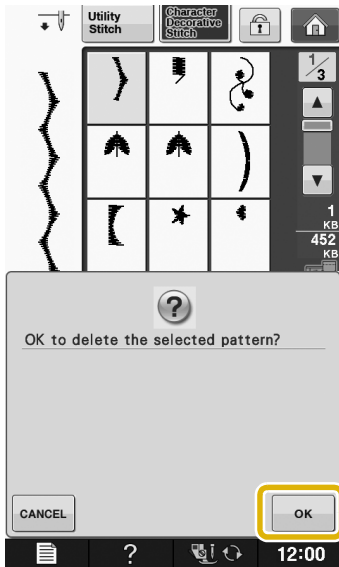 Utility
Stitch
Character
Decorative
Stitch
1/3
1
KB
452
KB
?
OK to delete the selected pattern?
CANCEL
OK
?
12:00